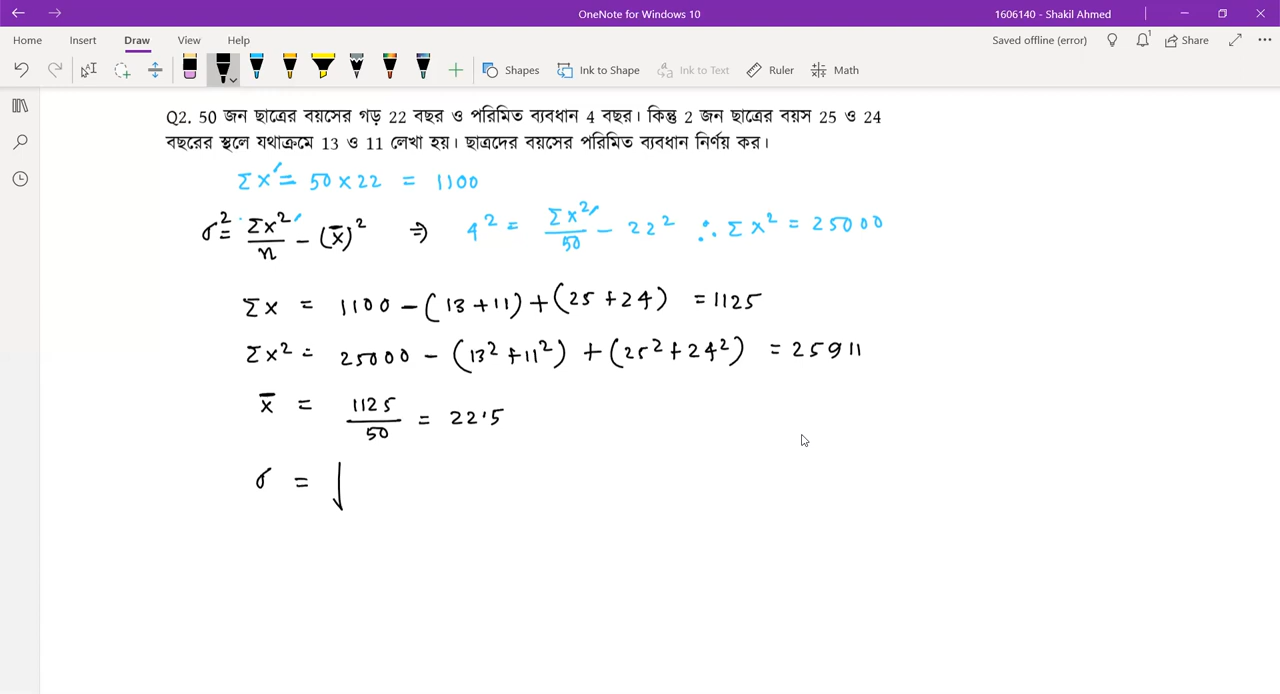 OneNote for Windows 10
1606140 - Shakil Ahmed
Home Insert Draw View Help
Saved offline (error) 1 Share
Shapes Ink to Shape Ink to Text Ruler Math
Q2. 50 জন ছাত্রের বয়সের গড় 22 বছর ও পরিমিত ব্যবধান 4 বছর। কিন্তু 2 জন ছাত্রের বয়স 25 ও 24
বছরের স্থলে যথাক্রমে 13 ও 11 লেখা হয়। ছাত্রদের বয়সের পরিমিত ব্যবধান নির্ণয় কর।
Σx′ = 50 × 22 = 1100
σ² = Σx²′/n − (x̄)² ⇒ 4² = Σx²′/50 − 22² ∴ Σx² = 25000
Σx = 1100 − (13 + 11) + (25 + 24) = 1125
Σx² = 25000 − (13² + 11²) + (25² + 24²) = 25911
x̄ = 1125/50 = 22.5
σ = √